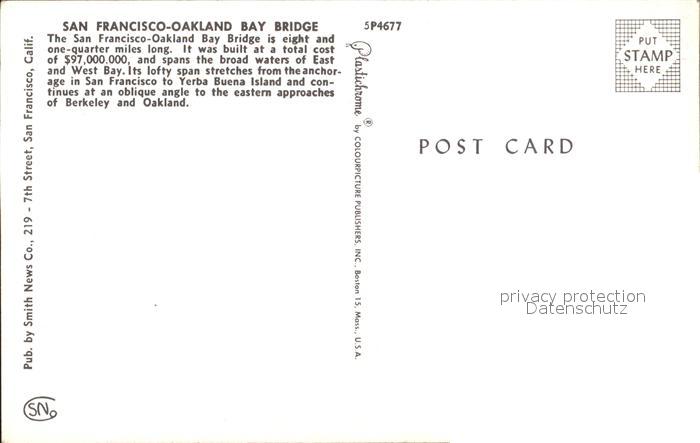 SAN FRANCISCO-OAKLAND BAY BRIDGE
The San Francisco-Oakland Bay Bridge is eight and
one-quarter miles long. It was built at a total cost
of $97,000,000, and spans the broad waters of East
and West Bay. Its lofty span stretches from the anchor-
age in San Francisco to Yerba Buena Island and con-
tinues at an oblique angle to the eastern approaches
of Berkeley and Oakland.
Pub. by Smith News Co., 219 - 7th Street, San Francisco, Calif.
SNo
5P4677
Plastichrome ® by COLOURPICTURE PUBLISHERS, INC., Boston 15, Mass., U.S.A.
PUT
STAMP
HERE
POST CARD
privacy protection
Datenschutz